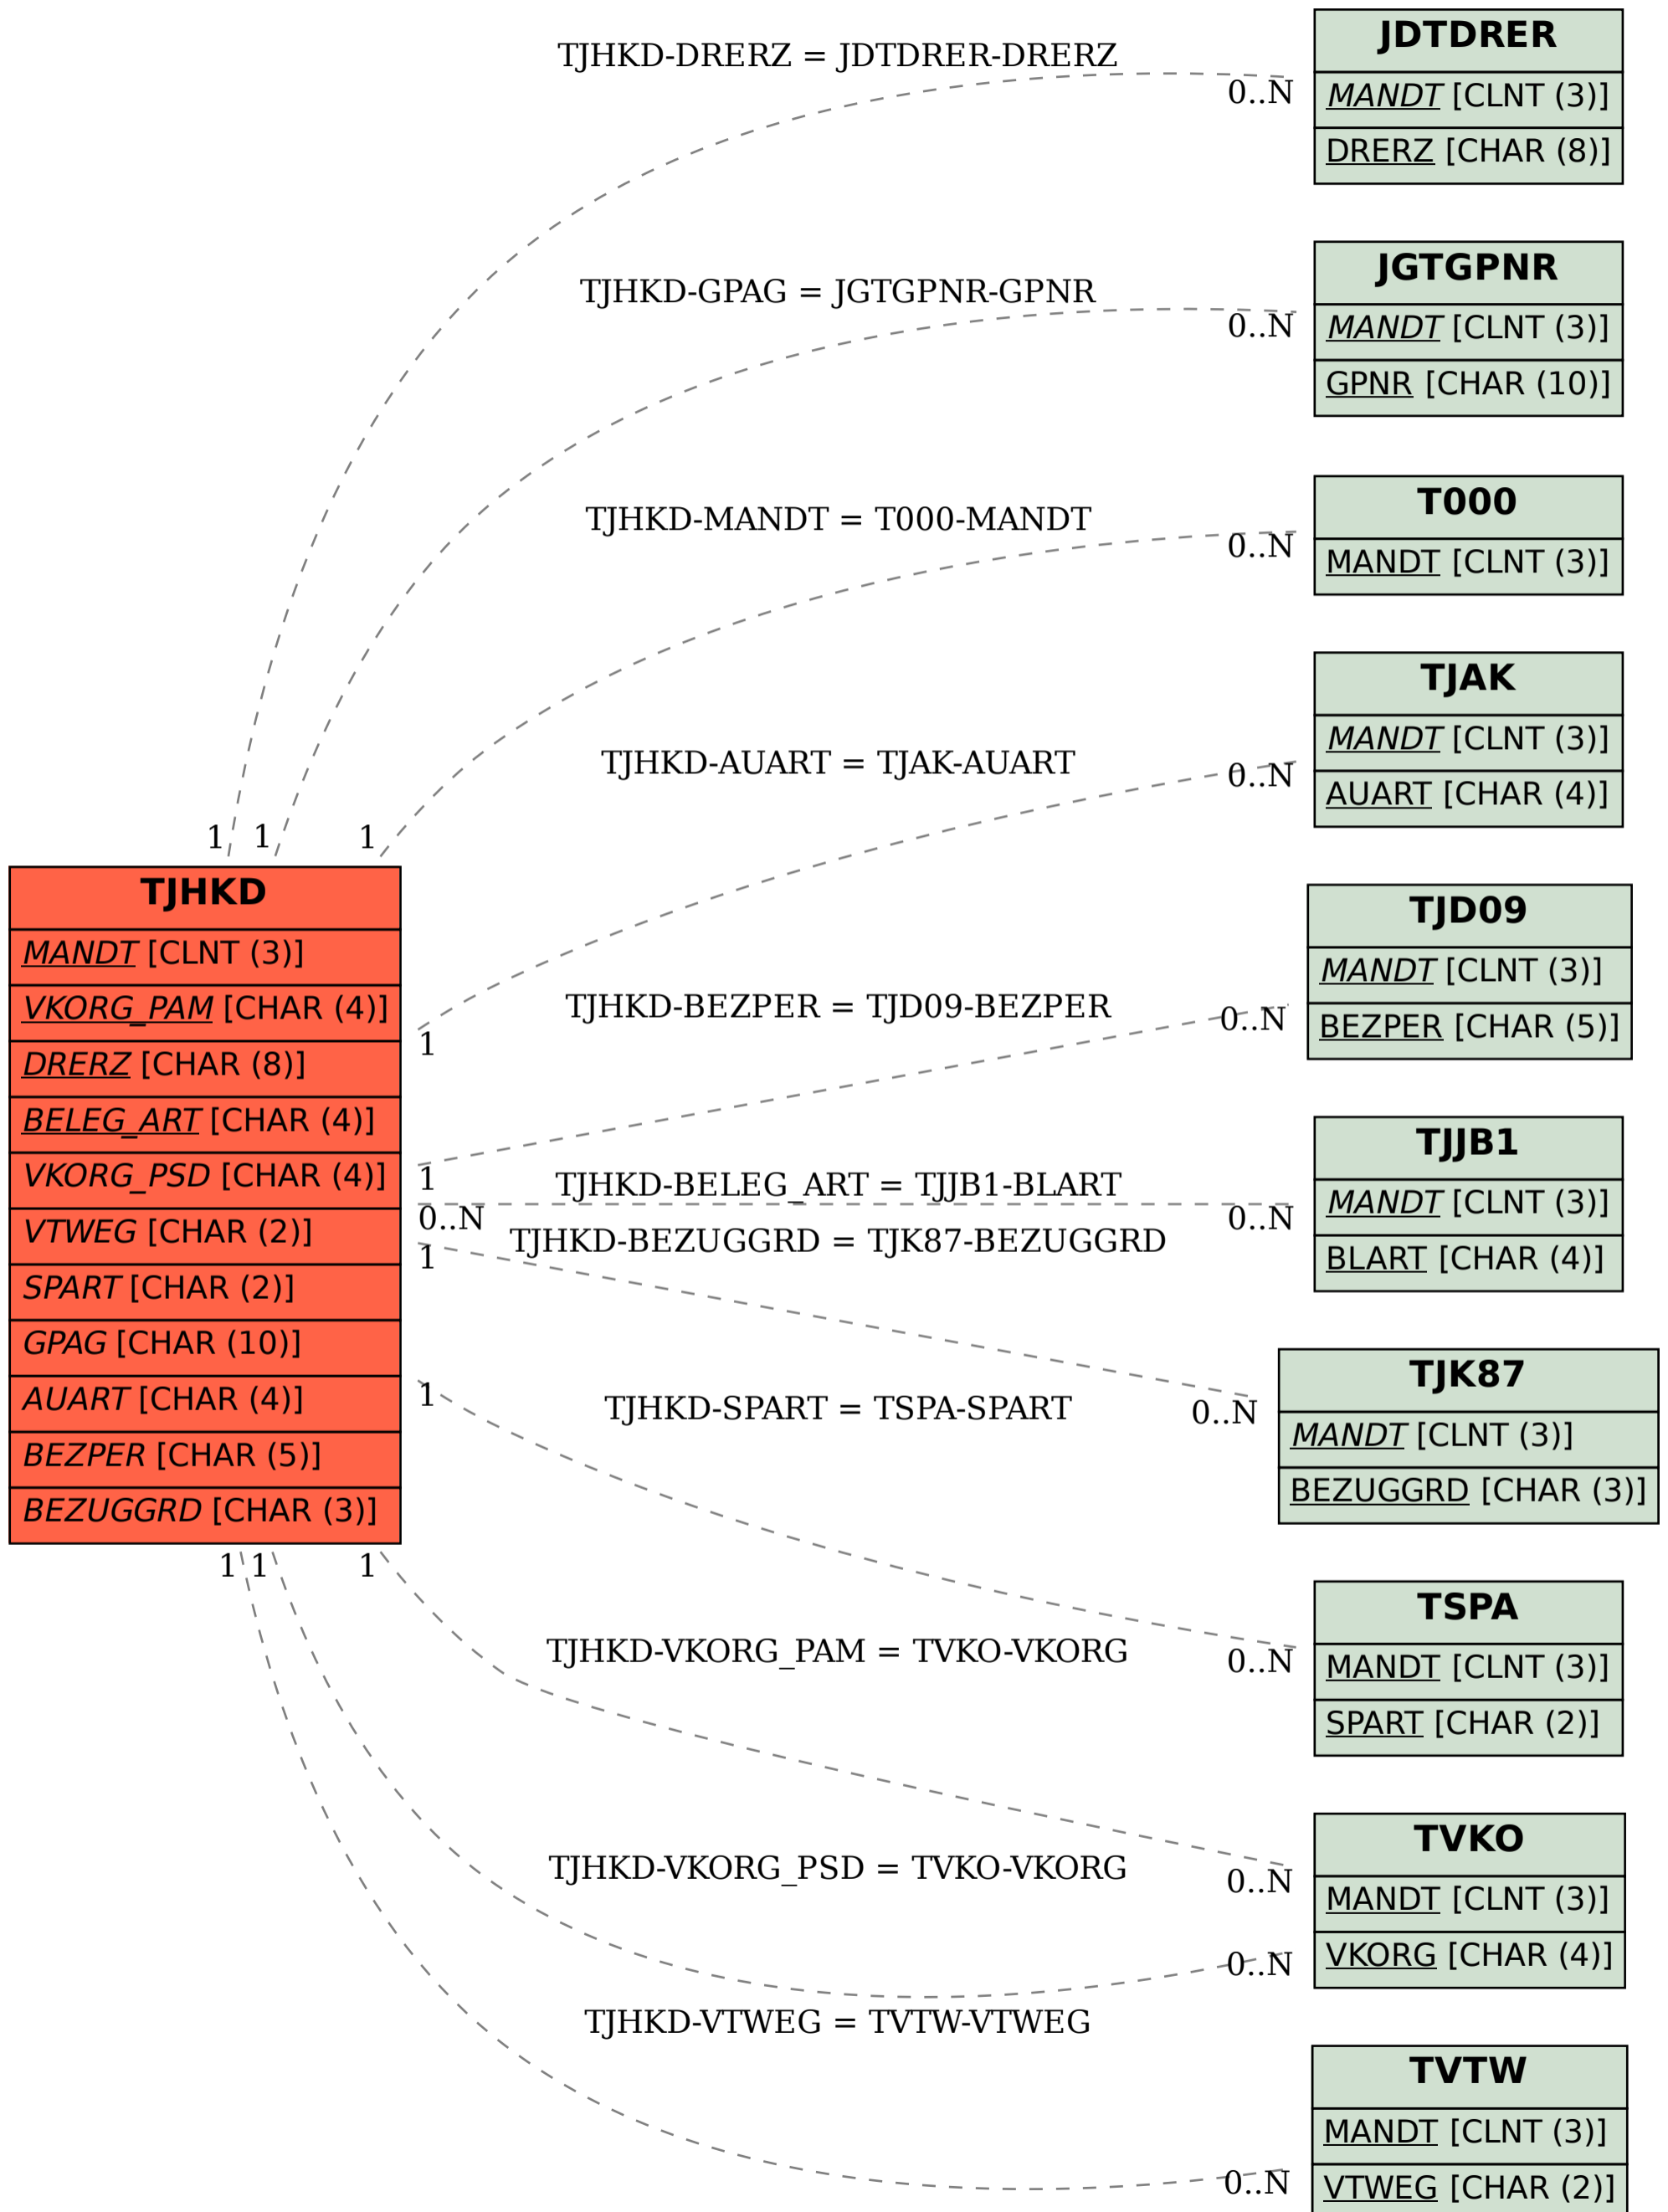 TJHKD-DRERZ = JDTDRER-DRERZ
0..N
JDTDRER
MANDT [CLNT (3)]
DRERZ [CHAR (8)]
TJHKD-GPAG = JGTGPNR-GPNR
0..N
JGTGPNR
MANDT [CLNT (3)]
GPNR [CHAR (10)]
TJHKD-MANDT = T000-MANDT
0..N
T000
MANDT [CLNT (3)]
TJHKD-AUART = TJAK-AUART
0..N
TJAK
MANDT [CLNT (3)]
AUART [CHAR (4)]
1
1
1
TJHKD
MANDT [CLNT (3)]
VKORG_PAM [CHAR (4)]
DRERZ [CHAR (8)]
BELEG_ART [CHAR (4)]
VKORG_PSD [CHAR (4)]
VTWEG [CHAR (2)]
SPART [CHAR (2)]
GPAG [CHAR (10)]
AUART [CHAR (4)]
BEZPER [CHAR (5)]
BEZUGGRD [CHAR (3)]
1
TJHKD-BEZPER = TJD09-BEZPER
0..N
TJD09
MANDT [CLNT (3)]
BEZPER [CHAR (5)]
1
TJHKD-BELEG_ART = TJJB1-BLART
0..N
0..N
TJJB1
MANDT [CLNT (3)]
BLART [CHAR (4)]
TJHKD-BEZUGGRD = TJK87-BEZUGGRD
1
0..N
TJK87
MANDT [CLNT (3)]
BEZUGGRD [CHAR (3)]
1
TJHKD-SPART = TSPA-SPART
0..N
TSPA
MANDT [CLNT (3)]
SPART [CHAR (2)]
1
1
1
TJHKD-VKORG_PAM = TVKO-VKORG
0..N
TVKO
MANDT [CLNT (3)]
VKORG [CHAR (4)]
TJHKD-VKORG_PSD = TVKO-VKORG
0..N
TJHKD-VTWEG = TVTW-VTWEG
0..N
TVTW
MANDT [CLNT (3)]
VTWEG [CHAR (2)]